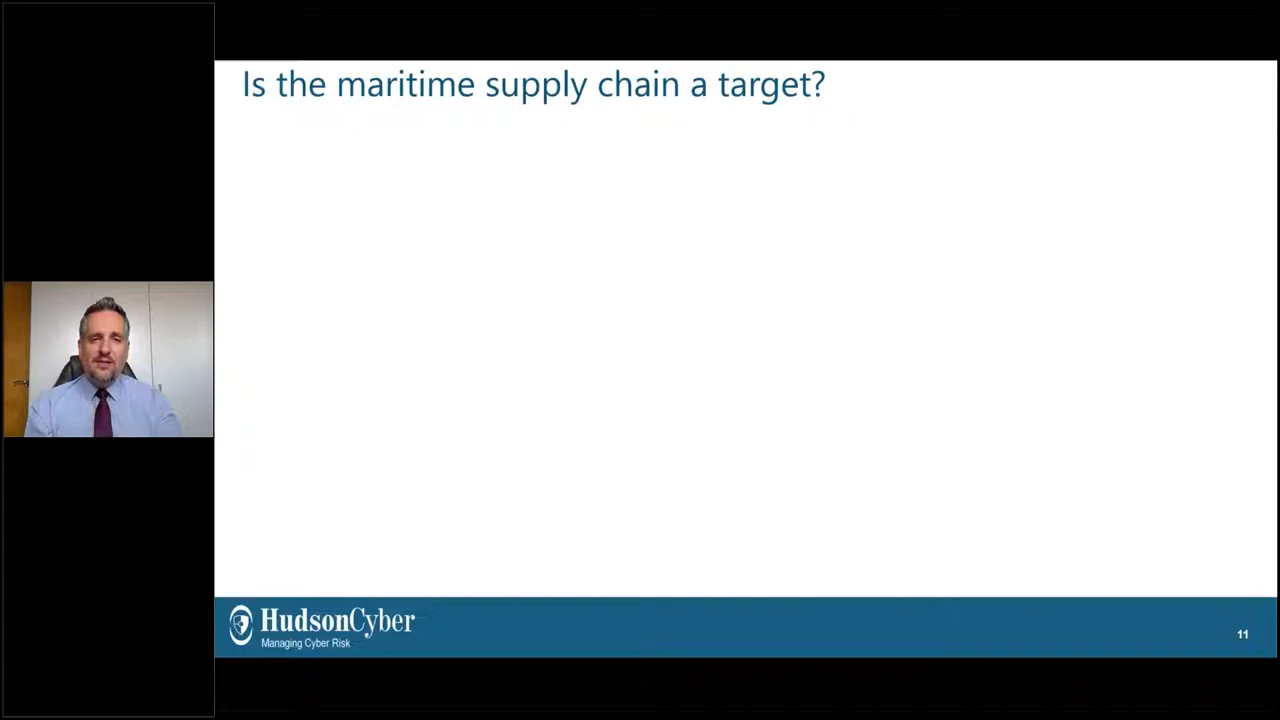 Is the maritime supply chain a target?
HudsonCyber
Managing Cyber Risk
11